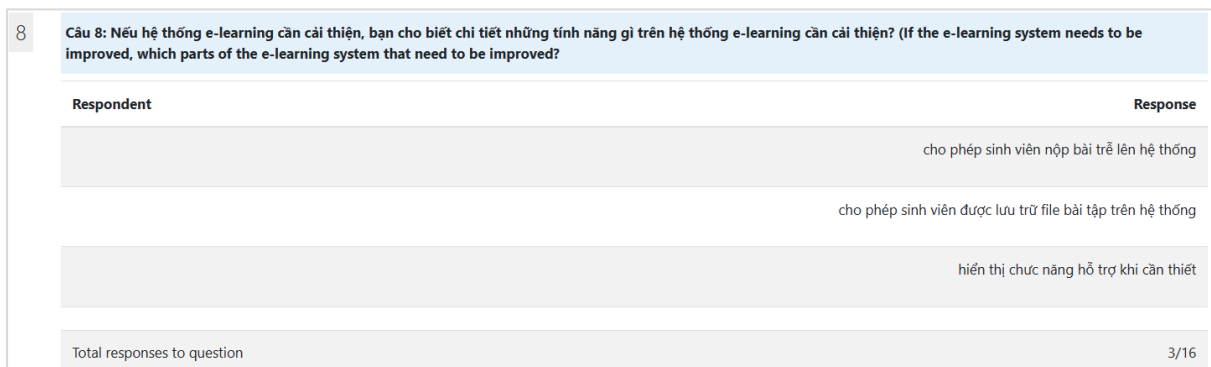 8
Câu 8: Nếu hệ thống e-learning cần cải thiện, bạn cho biết chi tiết những tính năng gì trên hệ thống e-learning cần cải thiện? (If the e-learning system needs to be
improved, which parts of the e-learning system that need to be improved?
Respondent Response
cho phép sinh viên nộp bài trễ lên hệ thống
cho phép sinh viên được lưu trữ file bài tập trên hệ thống
hiển thị chưc năng hỗ trợ khi cần thiết
Total responses to question 3/16